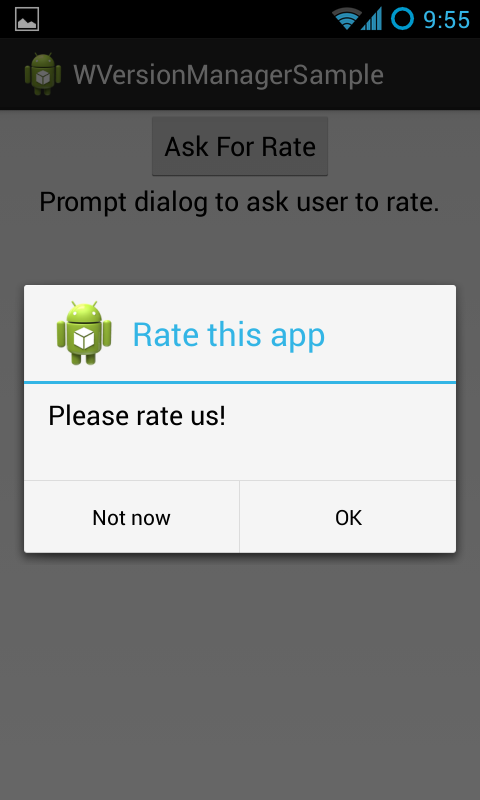 9:55
WVersionManagerSample
Ask For Rate
Prompt dialog to ask user to rate.
Rate this app
Please rate us!
Not now
OK